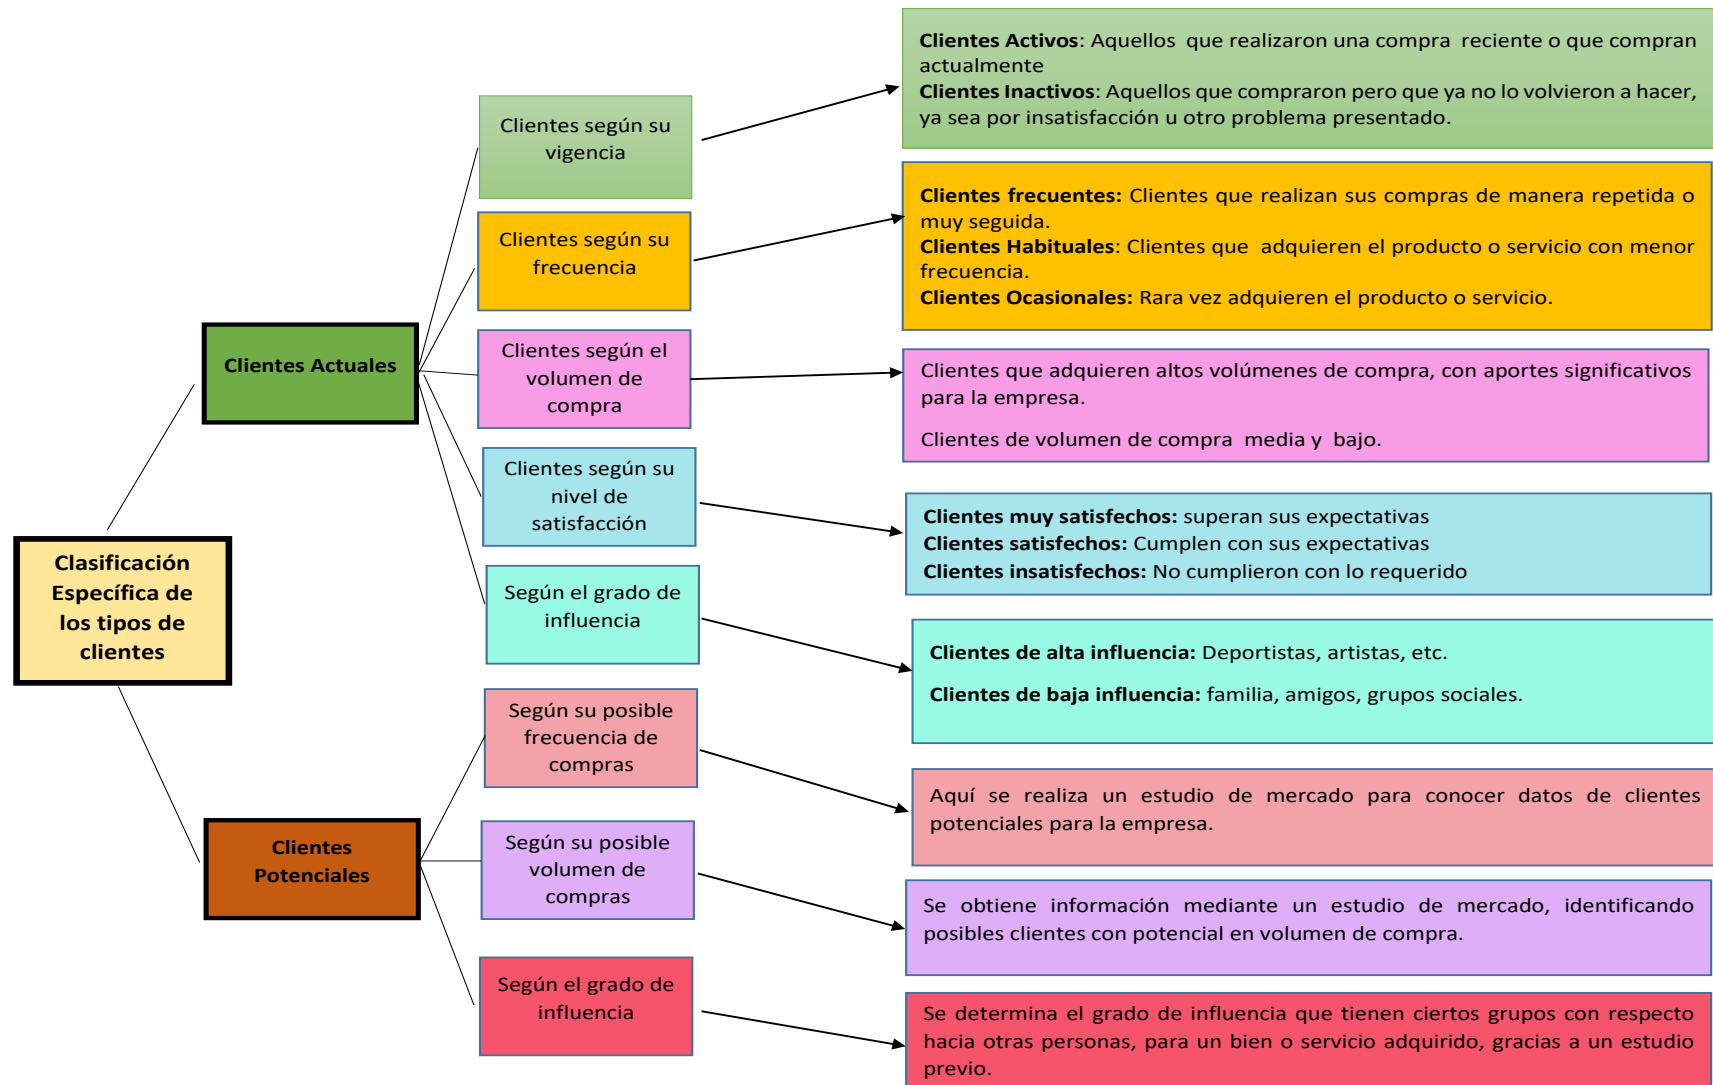 Clasificación
Específica de
los tipos de
clientes
Clientes Actuales
Clientes según su
vigencia
Clientes Activos: Aquellos que realizaron una compra reciente o que compran
actualmente
Clientes Inactivos: Aquellos que compraron pero que ya no lo volvieron a hacer,
ya sea por insatisfacción u otro problema presentado.
Clientes según su
frecuencia
Clientes frecuentes: Clientes que realizan sus compras de manera repetida o
muy seguida.
Clientes Habituales: Clientes que adquieren el producto o servicio con menor
frecuencia.
Clientes Ocasionales: Rara vez adquieren el producto o servicio.
Clientes según el
volumen de
compra
Clientes que adquieren altos volúmenes de compra, con aportes significativos
para la empresa.
Clientes de volumen de compra media y bajo.
Clientes según su
nivel de
satisfacción
Clientes muy satisfechos: superan sus expectativas
Clientes satisfechos: Cumplen con sus expectativas
Clientes insatisfechos: No cumplieron con lo requerido
Según el grado de
influencia
Clientes de alta influencia: Deportistas, artistas, etc.
Clientes de baja influencia: familia, amigos, grupos sociales.
Clientes
Potenciales
Según su posible
frecuencia de
compras
Aquí se realiza un estudio de mercado para conocer datos de clientes
potenciales para la empresa.
Según su posible
volumen de
compras
Se obtiene información mediante un estudio de mercado, identificando
posibles clientes con potencial en volumen de compra.
Según el grado de
influencia
Se determina el grado de influencia que tienen ciertos grupos con respecto
hacia otras personas, para un bien o servicio adquirido, gracias a un estudio
previo.